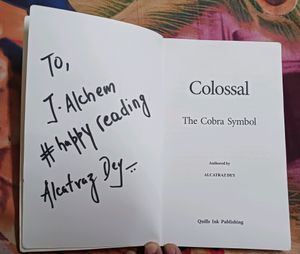 To,
J. Alchem
#happy reading
Alcatraz Dey
Colossal
The Cobra Symbol
Authored by
ALCATRAZ DEY
Quills Ink Publishing